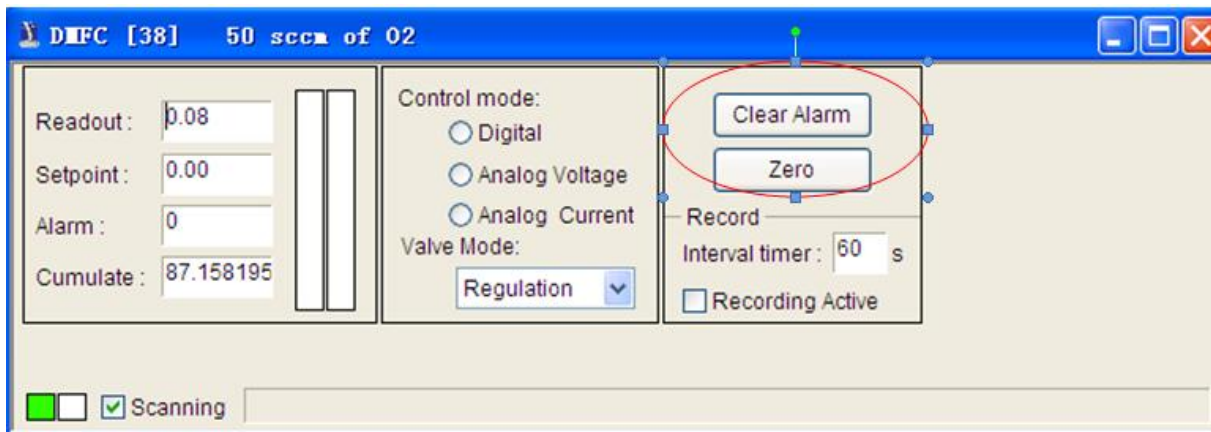 DMFC [38] 50 sccm of O2
Readout : 0.08
Setpoint : 0.00
Alarm : 0
Cumulate : 87.158195
Control mode:
Digital
Analog Voltage
Analog Current
Valve Mode:
Regulation
Clear Alarm
Zero
Record
Interval timer : 60 s
Recording Active
Scanning